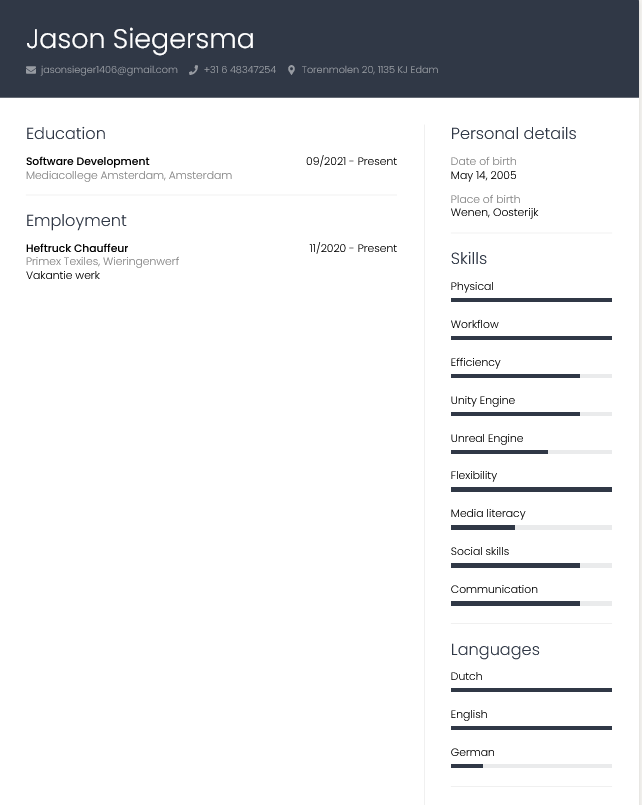 Jason Siegersma
jasonsieger1406@gmail.com +31 6 48347254 Torenmolen 20, 1135 KJ Edam
Education
Software Development 09/2021 - Present
Mediacollege Amsterdam, Amsterdam
Employment
Heftruck Chauffeur 11/2020 - Present
Primex Texiles, Wieringenwerf
Vakantie werk
Personal details
Date of birth
May 14, 2005
Place of birth
Wenen, Oosterijk
Skills
Physical
Workflow
Efficiency
Unity Engine
Unreal Engine
Flexibility
Media literacy
Social skills
Communication
Languages
Dutch
English
German